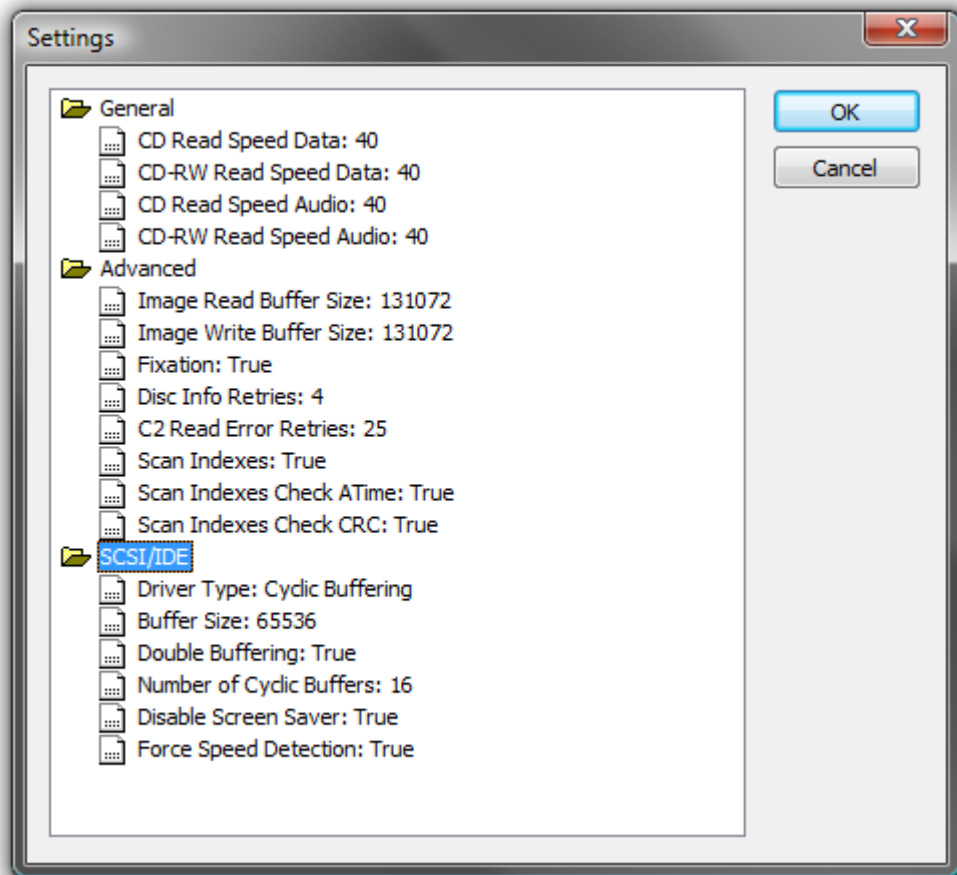 Settings
General
CD Read Speed Data: 40
CD-RW Read Speed Data: 40
CD Read Speed Audio: 40
CD-RW Read Speed Audio: 40
Advanced
Image Read Buffer Size: 131072
Image Write Buffer Size: 131072
Fixation: True
Disc Info Retries: 4
C2 Read Error Retries: 25
Scan Indexes: True
Scan Indexes Check ATime: True
Scan Indexes Check CRC: True
SCSI/IDE
Driver Type: Cyclic Buffering
Buffer Size: 65536
Double Buffering: True
Number of Cyclic Buffers: 16
Disable Screen Saver: True
Force Speed Detection: True
OK
Cancel